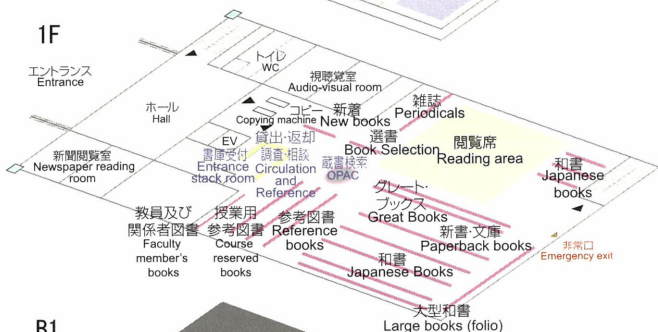 1F
エントランス
Entrance
トイレ
WC
視聴覚室
Audio-visual room
ホール
Hall
コピー
Copying machine
新着
New books
雑誌
Periodicals
EV
貸出・返却
調査・相談
Circulation
and
Reference
選書
Book Selection
閲覧席
Reading area
新聞閲覧室
Newspaper reading
room
書庫受付
Entrance
stack room
蔵書検索
OPAC
和書
Japanese
books
グレート・
ブックス
Great Books
教員及び
関係者図書
Faculty
member's
books
授業用
参考図書
Course
reserved
books
参考図書
Reference
books
新書・文庫
Paperback books
非常口
Emergency exit
和書
Japanese Books
大型和書
Large books (folio)
B1